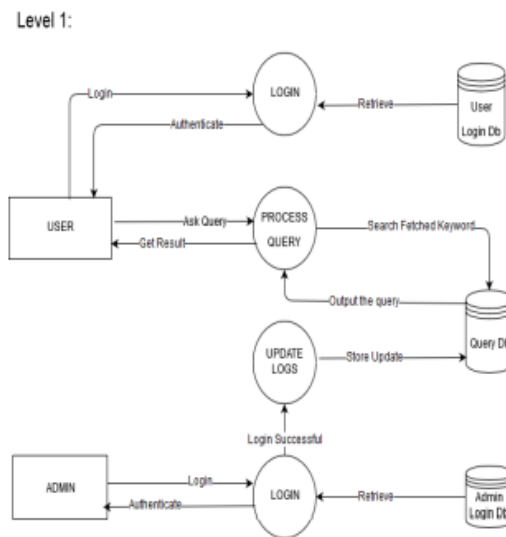 Level 1:
Login
LOGIN
Retrieve
User
Login Db
Authenticate
USER
Ask Query
PROCESS
QUERY
Search Fetched Keyword
Get Result
Output the query
Query Db
UPDATE
LOGS
Store Update
Login Successful
ADMIN
Login
LOGIN
Retrieve
Admin
Login Db
Authenticate